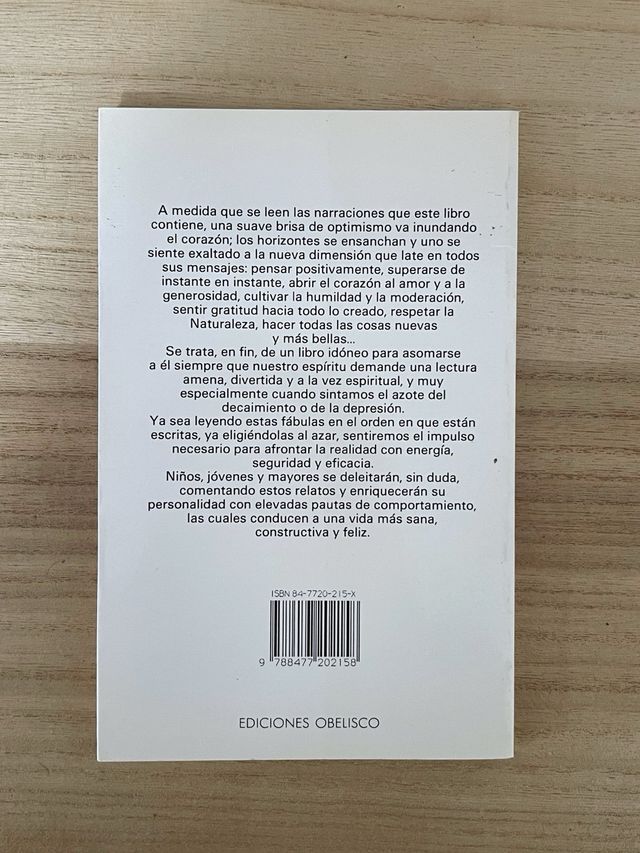 A medida que se leen las narraciones que este libro
contiene, una suave brisa de optimismo va inundando
el corazón; los horizontes se ensanchan y uno se
siente exaltado a la nueva dimensión que late en todos
sus mensajes: pensar positivamente, superarse de
instante en instante, abrir el corazón al amor y a la
generosidad, cultivar la humildad y la moderación,
sentir gratitud hacia todo lo creado, respetar la
Naturaleza, hacer todas las cosas nuevas
y más bellas...
Se trata, en fin, de un libro idóneo para asomarse
a él siempre que nuestro espíritu demande una lectura
amena, divertida y a la vez espiritual, y muy
especialmente cuando sintamos el azote del
decaimiento o de la depresión.
Ya sea leyendo estas fábulas en el orden en que están
escritas, ya eligiéndolas al azar, sentiremos el impulso
necesario para afrontar la realidad con energía,
seguridad y eficacia.
Niños, jóvenes y mayores se deleitarán, sin duda,
comentando estos relatos y enriquecerán su
personalidad con elevadas pautas de comportamiento,
las cuales conducen a una vida más sana,
constructiva y feliz.
ISBN 84-7720-215-X
9 788477 202158
EDICIONES OBELISCO